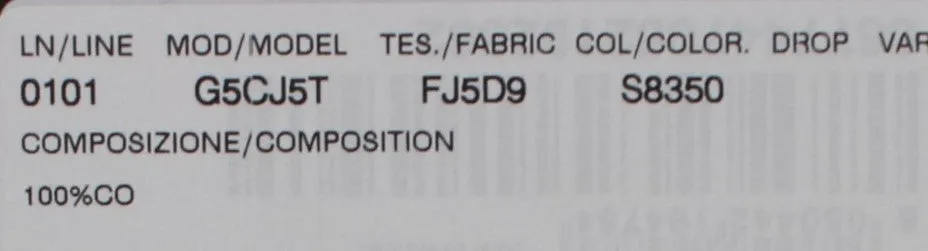 LN/LINE MOD/MODEL TES./FABRIC COL/COLOR. DROP VAR
0101 G5CJ5T FJ5D9 S8350
COMPOSIZIONE/COMPOSITION
100%CO